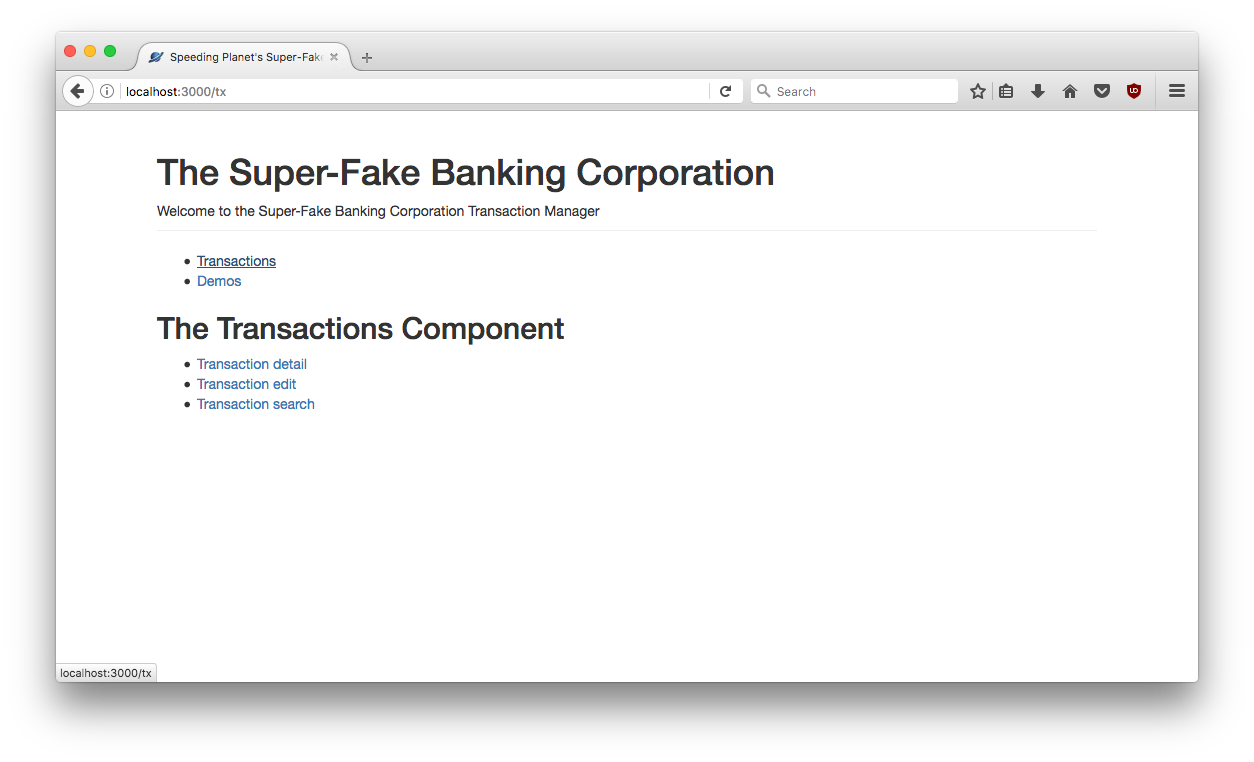 Speeding Planet's Super-Fak
localhost:3000/tx
Search
The Super-Fake Banking Corporation
Welcome to the Super-Fake Banking Corporation Transaction Manager
Transactions
Demos
The Transactions Component
Transaction detail
Transaction edit
Transaction search
localhost:3000/tx